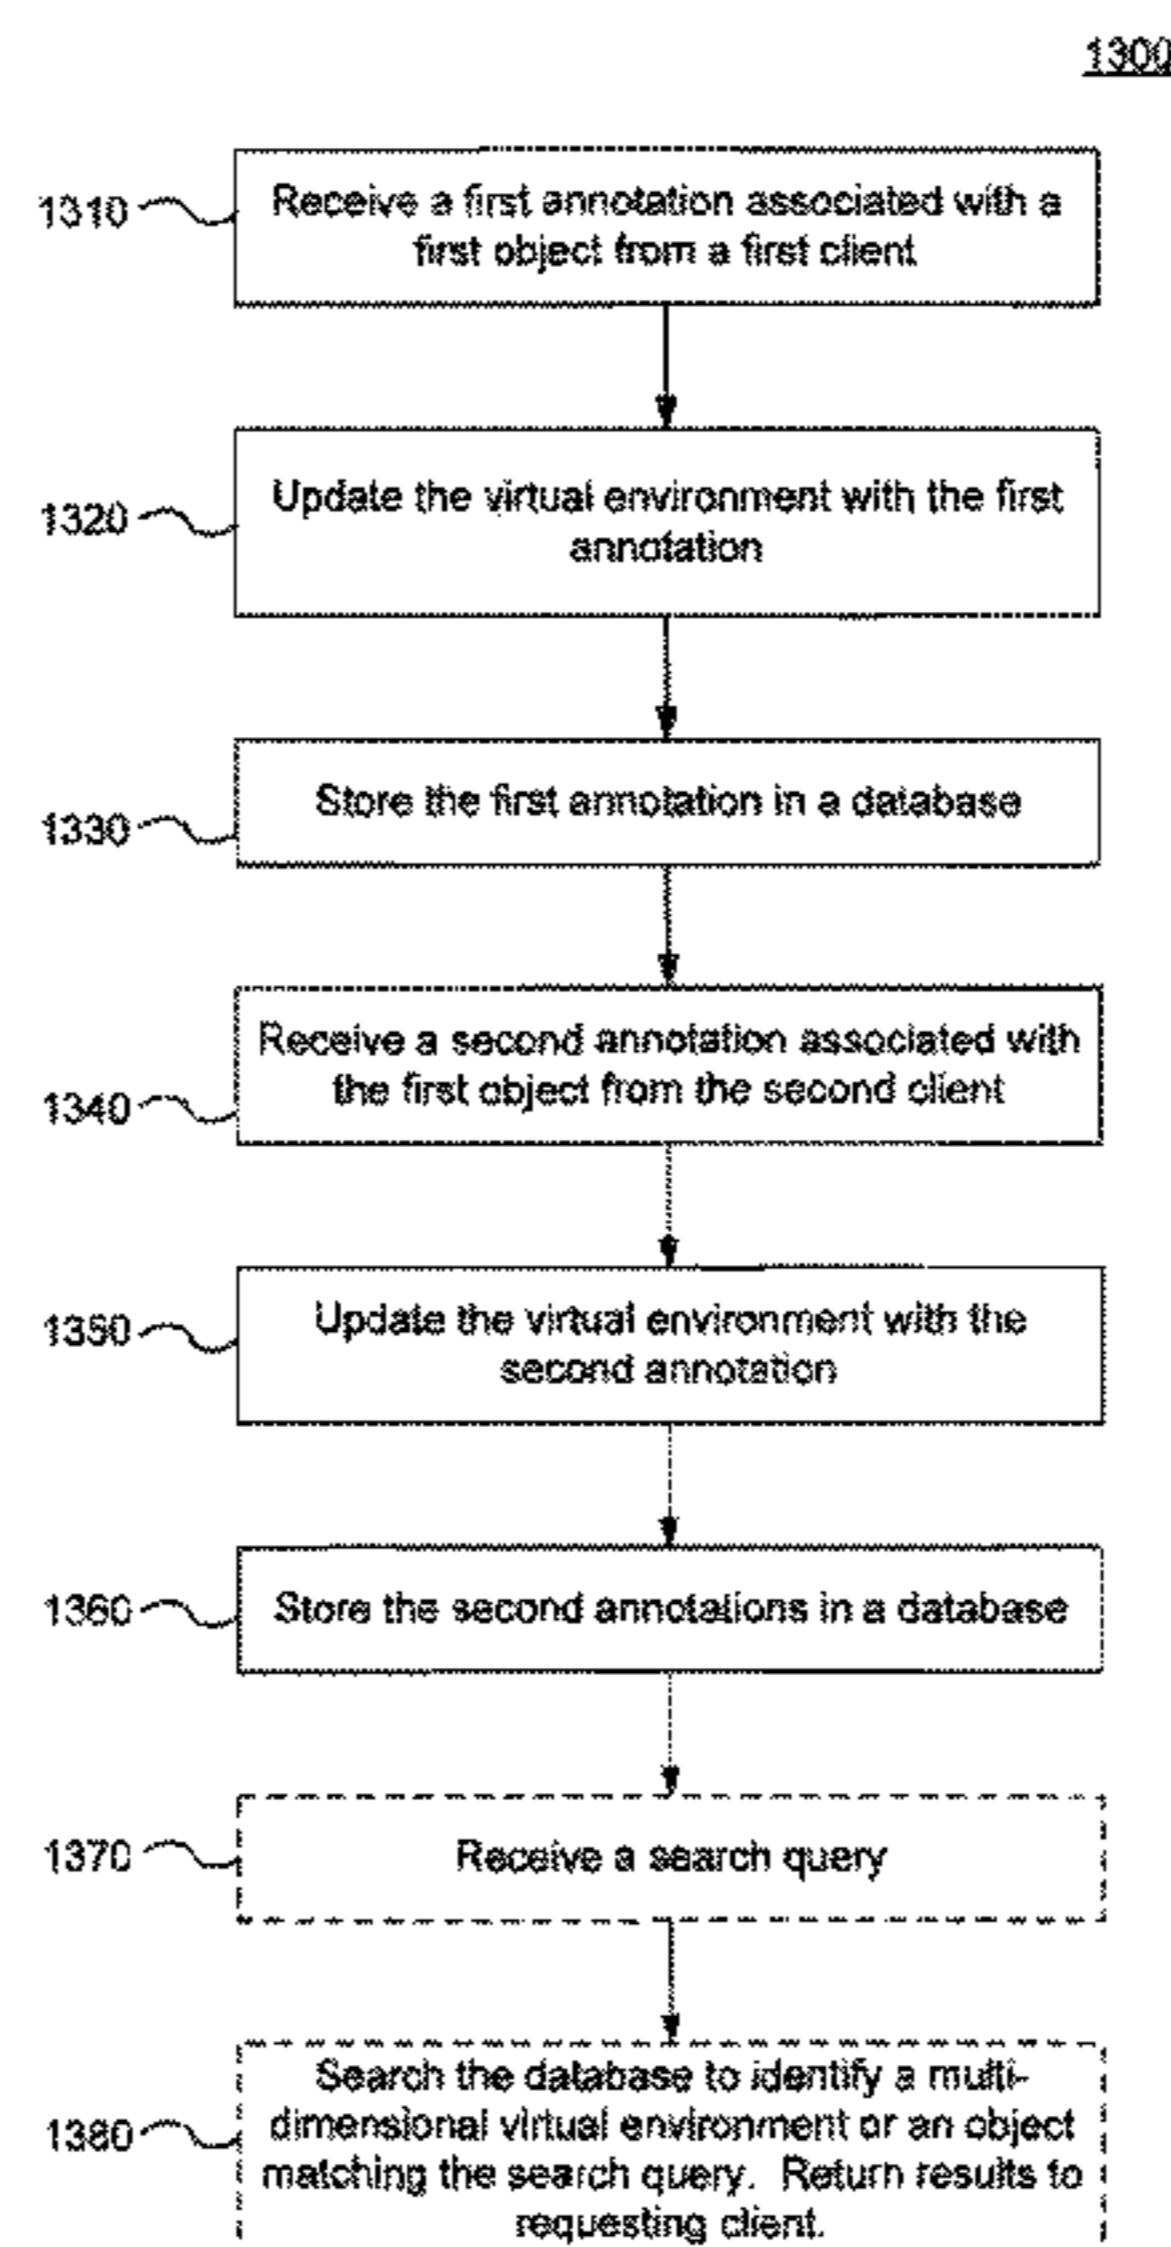 1300
1310
Receive a first annotation associated with a
first object from a first client
1320
Update the virtual environment with the first
annotation
1330
Store the first annotation in a database
1340
Receive a second annotation associated with
the first object from the second client
1350
Update the virtual environment with the
second annotation
1360
Store the second annotations in a database
1370
Receive a search query
1380
Search the database to identify a multi-
dimensional virtual environment or an object
matching the search query. Return results to
requesting client.